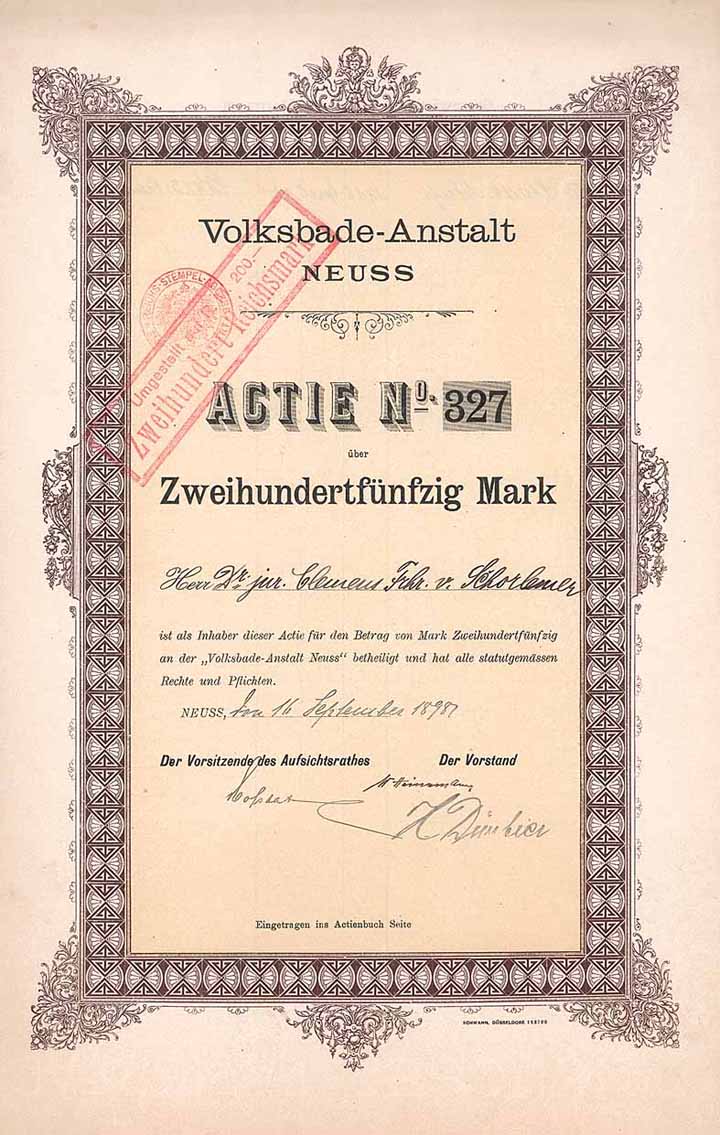 Volksbade-Anstalt
NEUSS
Umgestellt auf
200.—
Zweihundert Reichsmark
ACTIE No. 327
über
Zweihundertfünfzig Mark
Herr Dr. jur. Clemens Frhr. v. Schorlemer
ist als Inhaber dieser Actie für den Betrag von Mark Zweihundertfünfzig
an der „Volksbade-Anstalt Neuss“ betheiligt und hat alle statutgemässen
Rechte und Pflichten.
NEUSS, den 16 September 1898
Der Vorsitzende des Aufsichtsrathes Der Vorstand
Eingetragen ins Actienbuch Seite
SCHWANN, DÜSSELDORF